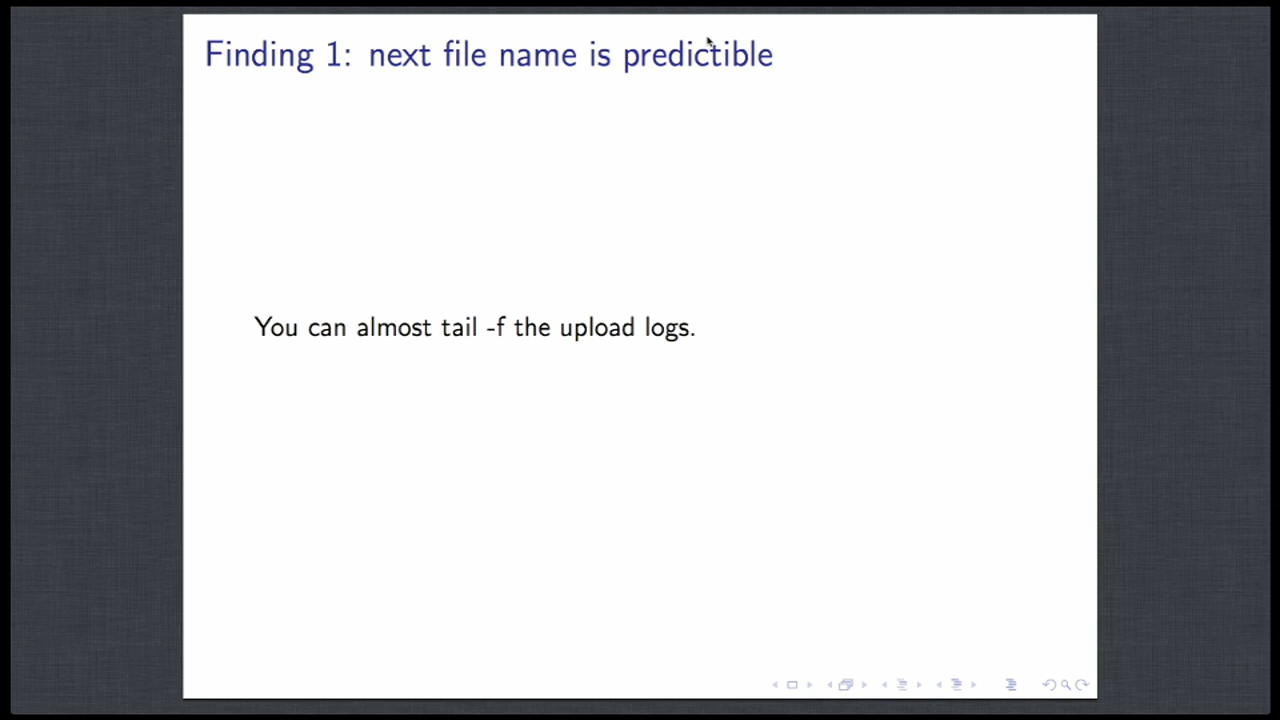 Finding 1: next file name is predictible
You can almost tail -f the upload logs.